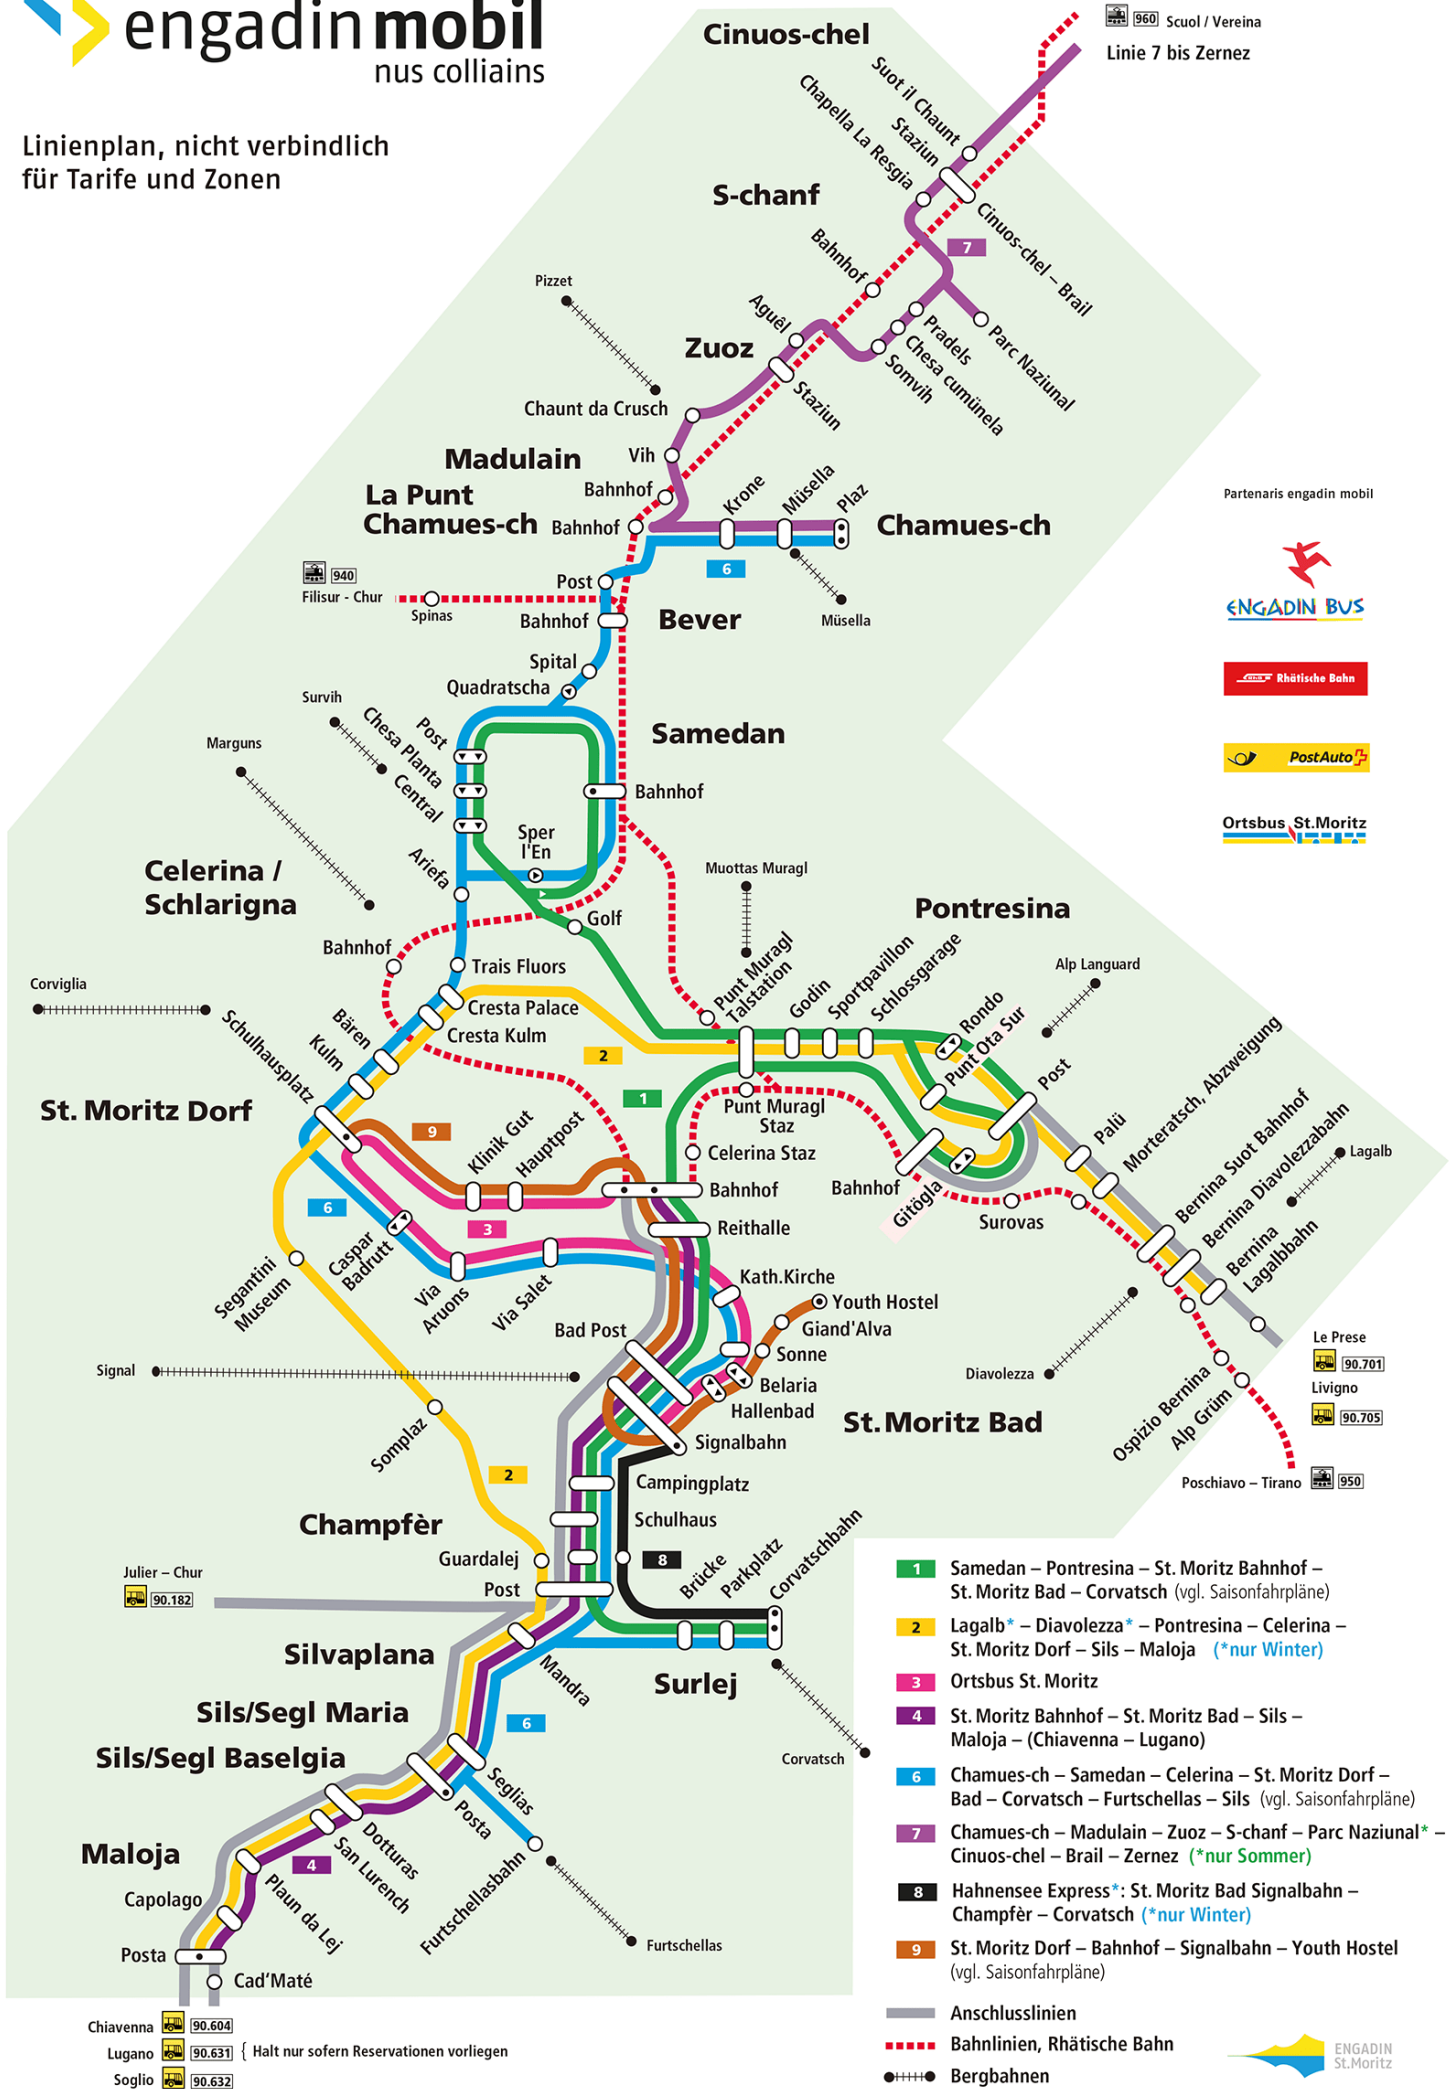 engadin mobil
nus colliains
Linienplan, nicht verbindlich
für Tarife und Zonen
960 Scuol / Vereina
Linie 7 bis Zernez
Cinuos-chel
Suot il Chaunt
Staziun
Chapella La Resgia
Cinuos-chel – Brail
S-chanf
7
Bahnhof
Parc Naziunal
Pradels
Chesa cumünela
Somvih
Pizzet
Aguêl
Zuoz
Staziun
Chaunt da Crusch
Madulain
Vih
Bahnhof
La Punt
Chamues-ch
Bahnhof
Krone
Müsella
Plaz
Chamues-ch
6
Müsella
Partenaris engadin mobil
ENGADIN BUS
Rhätische Bahn
PostAuto
Ortsbus St.Moritz
940
Filisur - Chur
Spinas
Post
Bahnhof
Bever
Spital
Quadratscha
Survih
Marguns
Post
Chesa Planta
Central
Samedan
Bahnhof
Sper
l'En
Ariefa
Celerina /
Schlarigna
Golf
Muottas Muragl
Pontresina
Bahnhof
Trais Fluors
Corviglia
Cresta Palace
Cresta Kulm
Bären
Kulm
Schulhausplatz
St. Moritz Dorf
2
1
Punt Muragl
Talstation
Godin
Sportpavillon
Schlossgarage
Rondo
Punt Ota Sur
Alp Languard
Post
Palü
Morteratsch, Abzweigung
Bernina Suot Bahnhof
Bernina Diavolezzabahn
Bernina
Lagalbbahn
Lagalb
Punt Muragl
Staz
Celerina Staz
Bahnhof
Gitögla
Surovas
9
Klinik Gut
Hauptpost
3
6
Bahnhof
Reithalle
Segantini
Museum
Caspar
Badrutt
Via
Aruons
Via Salet
Kath.Kirche
Youth Hostel
Giand'Alva
Sonne
Belaria
Hallenbad
Bad Post
Signal
Signalbahn
St. Moritz Bad
Diavolezza
Le Prese
90.701
Livigno
90.705
Ospizio Bernina
Alp Grüm
Poschiavo – Tirano 950
Somplaz
2
Campingplatz
Schulhaus
8
Champfèr
Guardalej
Post
Julier – Chur
90.182
Brücke
Parkplatz
Corvatschbahn
Silvaplana
Mandra
Surlej
Corvatsch
Sils/Segl Maria
6
Sils/Segl Baselgia
Seglias
Posta
Furtschellasbahn
Furtschellas
Maloja
4
Dotturas
San Lurench
Plaun da Lej
Capolago
Posta
Cad'Maté
Chiavenna 90.604
Lugano 90.631 { Halt nur sofern Reservationen vorliegen
Soglio 90.632
1 Samedan – Pontresina – St. Moritz Bahnhof –
St. Moritz Bad – Corvatsch (vgl. Saisonfahrpläne)
2 Lagalb* – Diavolezza* – Pontresina – Celerina –
St. Moritz Dorf – Sils – Maloja (*nur Winter)
3 Ortsbus St. Moritz
4 St. Moritz Bahnhof – St. Moritz Bad – Sils –
Maloja – (Chiavenna – Lugano)
6 Chamues-ch – Samedan – Celerina – St. Moritz Dorf –
Bad – Corvatsch – Furtschellas – Sils (vgl. Saisonfahrpläne)
7 Chamues-ch – Madulain – Zuoz – S-chanf – Parc Naziunal* –
Cinuos-chel – Brail – Zernez (*nur Sommer)
8 Hahnensee Express*: St. Moritz Bad Signalbahn –
Champfèr – Corvatsch (*nur Winter)
9 St. Moritz Dorf – Bahnhof – Signalbahn – Youth Hostel
(vgl. Saisonfahrpläne)
Anschlusslinien
Bahnlinien, Rhätische Bahn
Bergbahnen
ENGADIN
St.Moritz